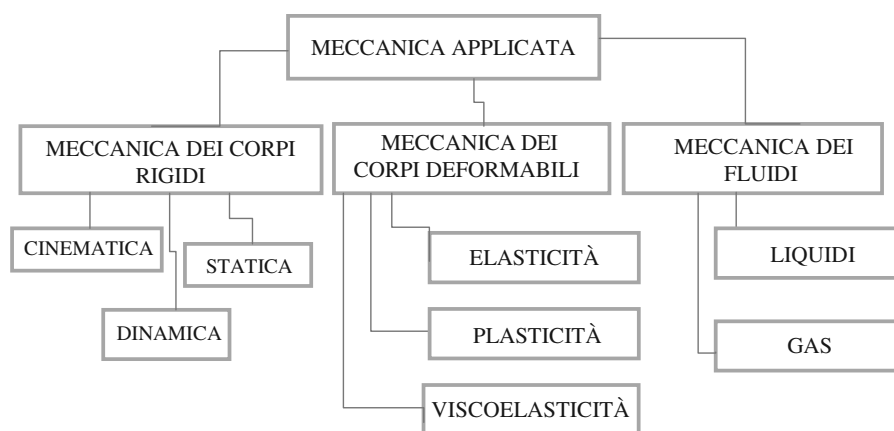 MECCANICA APPLICATA
MECCANICA DEI CORPI
RIGIDI
MECCANICA DEI
CORPI DEFORMABILI
MECCANICA DEI
FLUIDI
CINEMATICA
STATICA
DINAMICA
ELASTICITÀ
PLASTICITÀ
VISCOELASTICITÀ
LIQUIDI
GAS